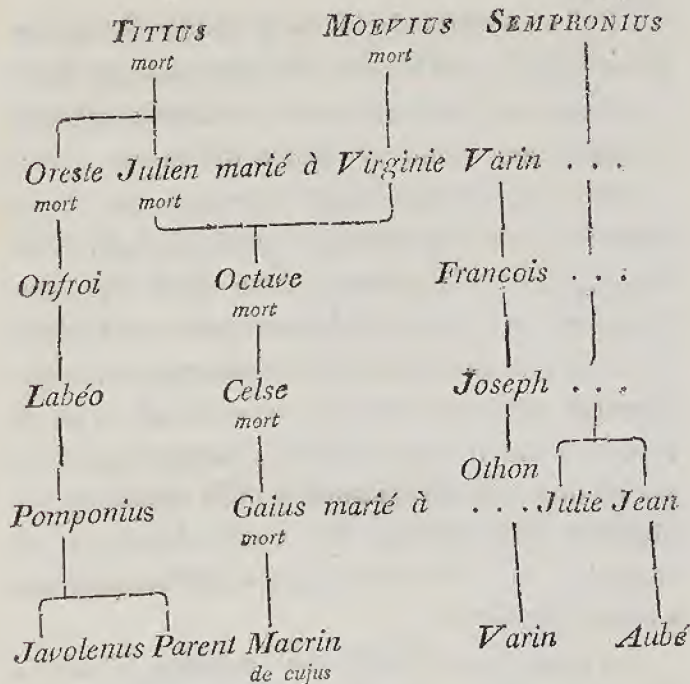 TITIUS MOEVIUS SEMPRONIUS
mort mort
Oreste Julien marié à Virginie Varin . . .
mort mort
Onfroi Octave François . . .
mort
Labéo Celse Joseph . . .
mort
Othon
Pomponius Gaius marié à . . . Julie Jean
mort
Javolenus Parent Macrin Varin Aubé
de cujus